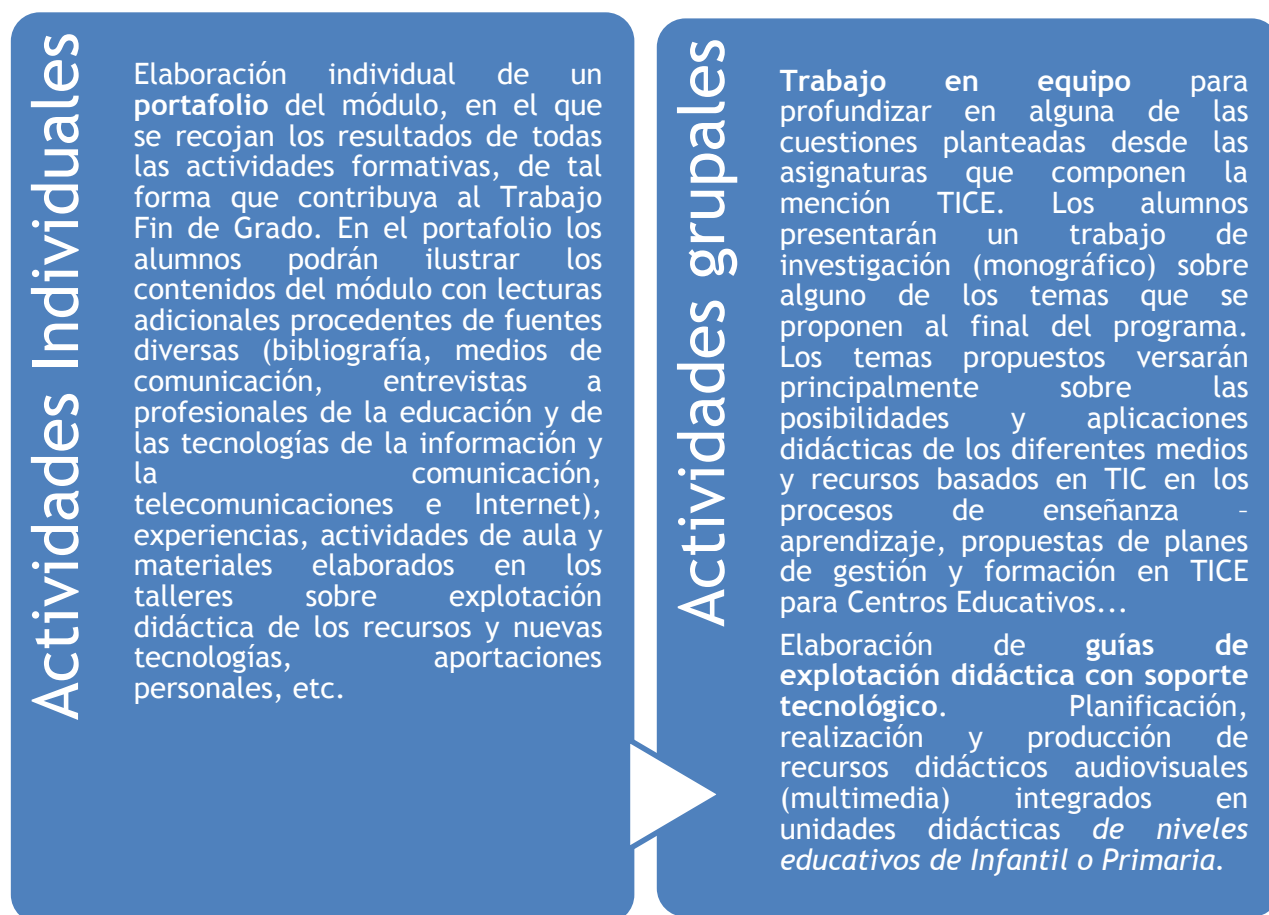 Actividades Individuales
Elaboración individual de un
portafolio del módulo, en el que
se recojan los resultados de todas
las actividades formativas, de tal
forma que contribuya al Trabajo
Fin de Grado. En el portafolio los
alumnos podrán ilustrar los
contenidos del módulo con lecturas
adicionales procedentes de fuentes
diversas (bibliografía, medios de
comunicación, entrevistas a
profesionales de la educación y de
las tecnologías de la información y
la comunicación,
telecomunicaciones e Internet),
experiencias, actividades de aula y
materiales elaborados en los
talleres sobre explotación
didáctica de los recursos y nuevas
tecnologías, aportaciones
personales, etc.
Actividades grupales
Trabajo en equipo para
profundizar en alguna de las
cuestiones planteadas desde las
asignaturas que componen la
mención TICE. Los alumnos
presentarán un trabajo de
investigación (monográfico) sobre
alguno de los temas que se
proponen al final del programa.
Los temas propuestos versarán
principalmente sobre las
posibilidades y aplicaciones
didácticas de los diferentes medios
y recursos basados en TIC en los
procesos de enseñanza –
aprendizaje, propuestas de planes
de gestión y formación en TICE
para Centros Educativos...
Elaboración de guías de
explotación didáctica con soporte
tecnológico. Planificación,
realización y producción de
recursos didácticos audiovisuales
(multimedia) integrados en
unidades didácticas de niveles
educativos de Infantil o Primaria.